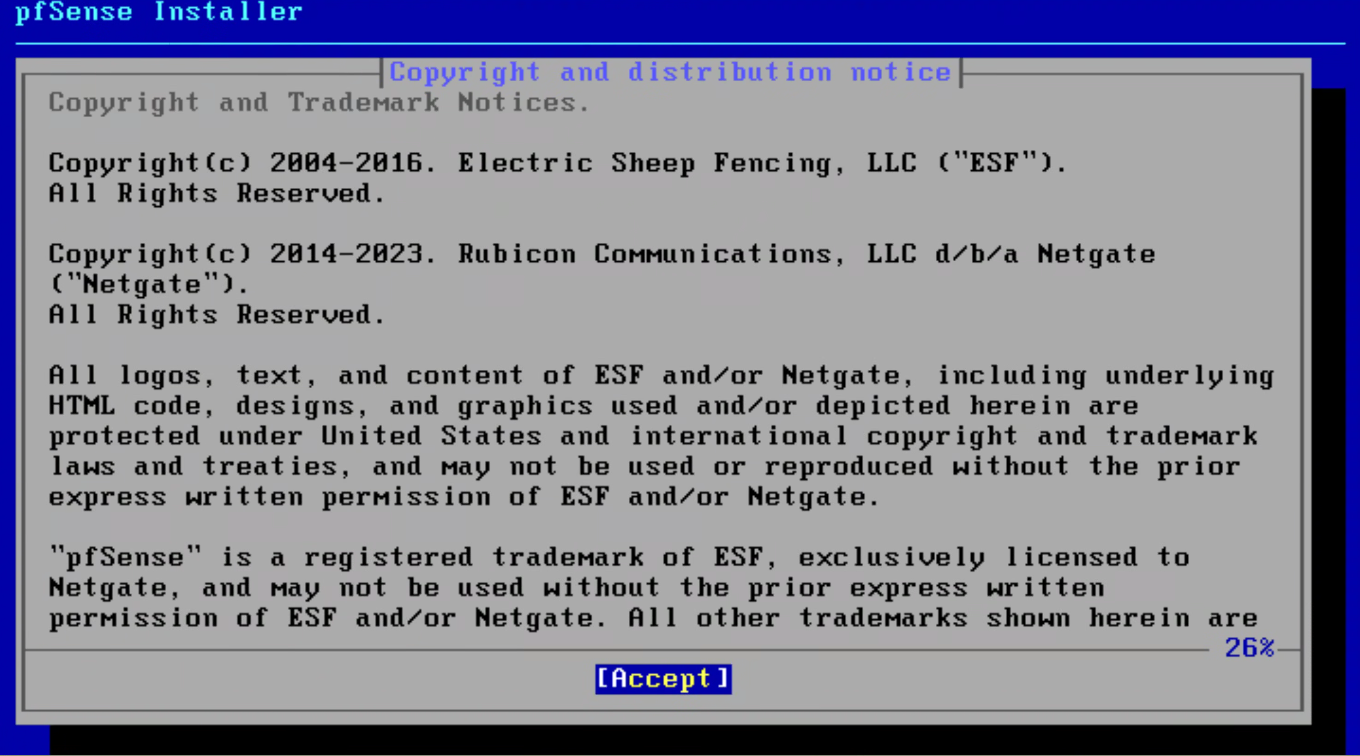 pfSense Installer
Copyright and distribution notice
Copyright and Trademark Notices.
Copyright(c) 2004-2016. Electric Sheep Fencing, LLC ("ESF").
All Rights Reserved.
Copyright(c) 2014-2023. Rubicon Communications, LLC d/b/a Netgate
("Netgate").
All Rights Reserved.
All logos, text, and content of ESF and/or Netgate, including underlying
HTML code, designs, and graphics used and/or depicted herein are
protected under United States and international copyright and trademark
laws and treaties, and may not be used or reproduced without the prior
express written permission of ESF and/or Netgate.
"pfSense" is a registered trademark of ESF, exclusively licensed to
Netgate, and may not be used without the prior express written
permission of ESF and/or Netgate. All other trademarks shown herein are
26%
[Accept]